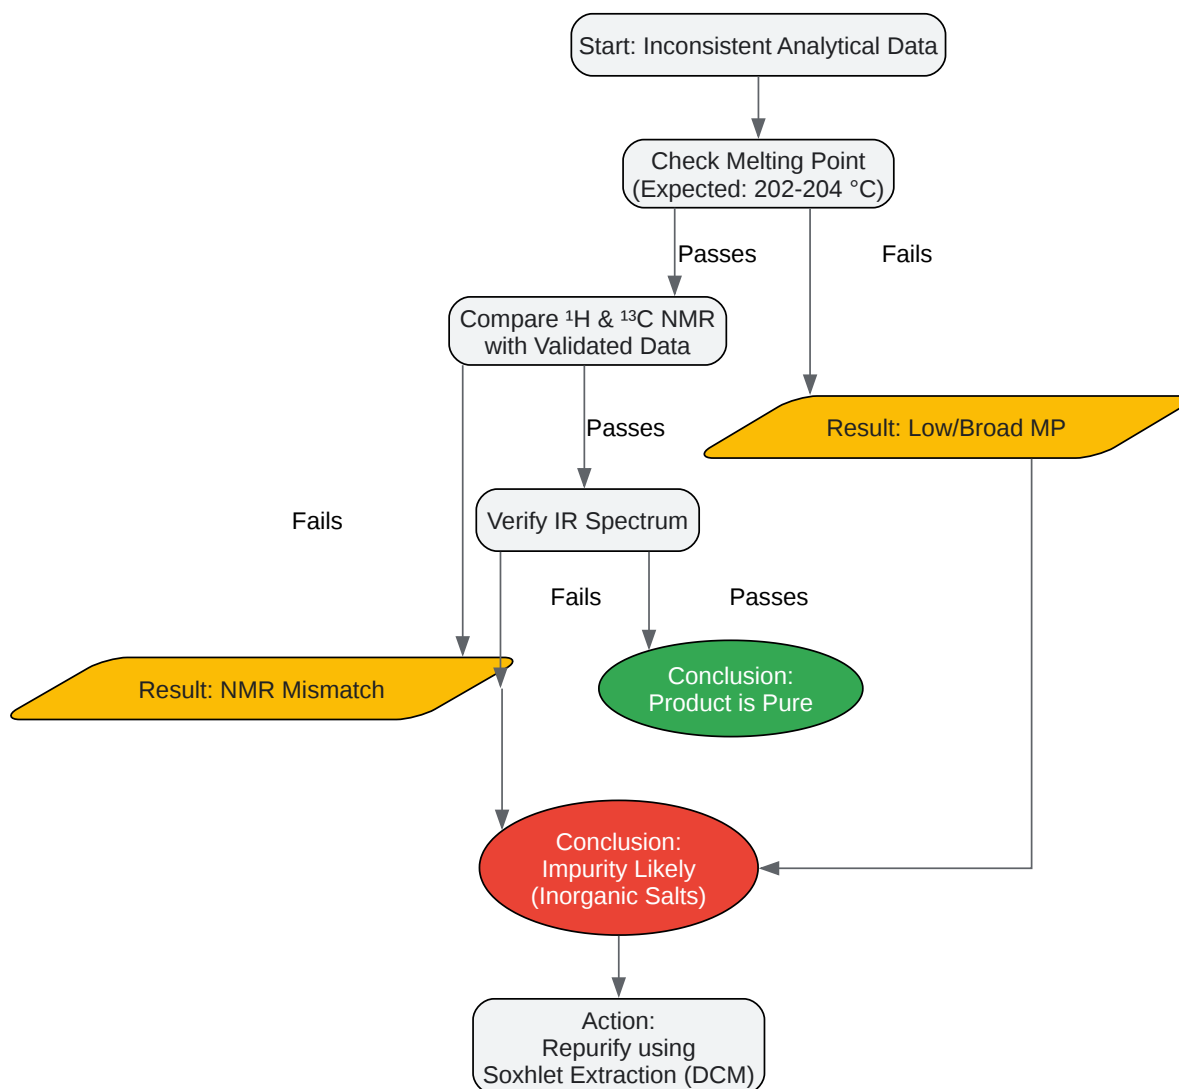 Start: Inconsistent Analytical Data
Check Melting Point
(Expected: 202-204 °C)
Passes
Fails
Compare ¹H & ¹³C NMR
with Validated Data
Result: Low/Broad MP
Passes
Fails
Verify IR Spectrum
Fails
Passes
Result: NMR Mismatch
Conclusion:
Product is Pure
Conclusion:
Impurity Likely
(Inorganic Salts)
Action:
Repurify using
Soxhlet Extraction (DCM)